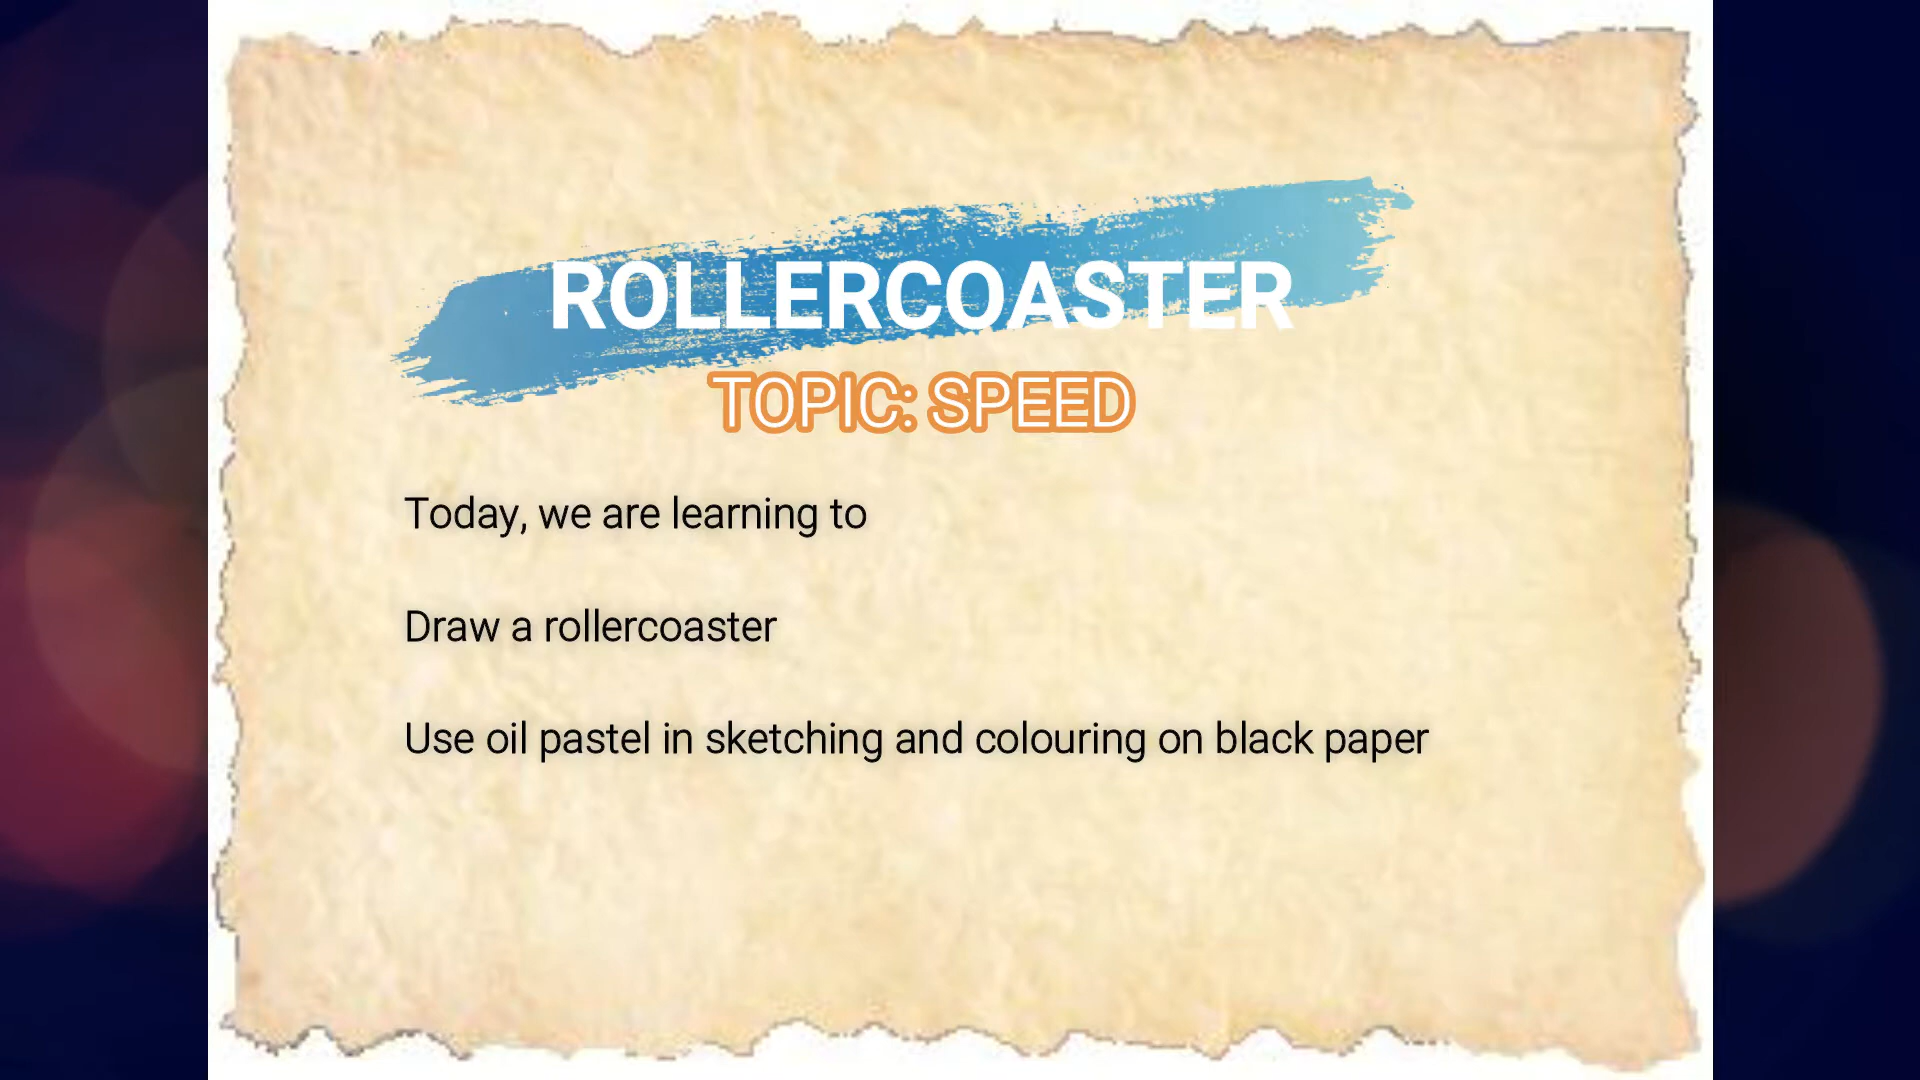 ROLLERCOASTER
TOPIC: SPEED
Today, we are learning to
Draw a rollercoaster
Use oil pastel in sketching and colouring on black paper